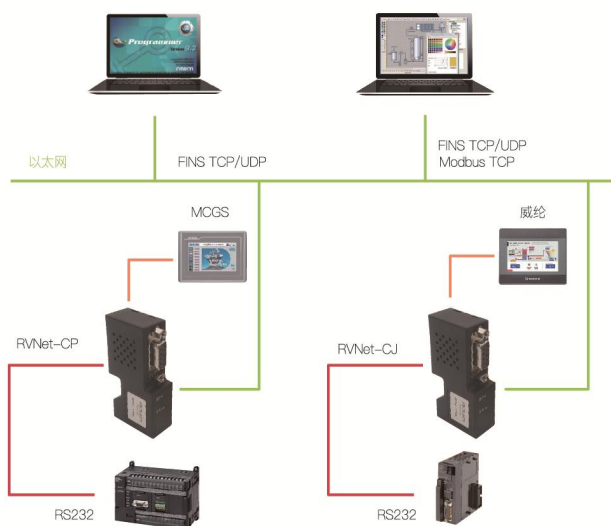 Programmer
以太网
FINS TCP/UDP
FINS TCP/UDP
Modbus TCP
MCGS
威纶
RVNet-CP
RVNet-CJ
RS232
RS232